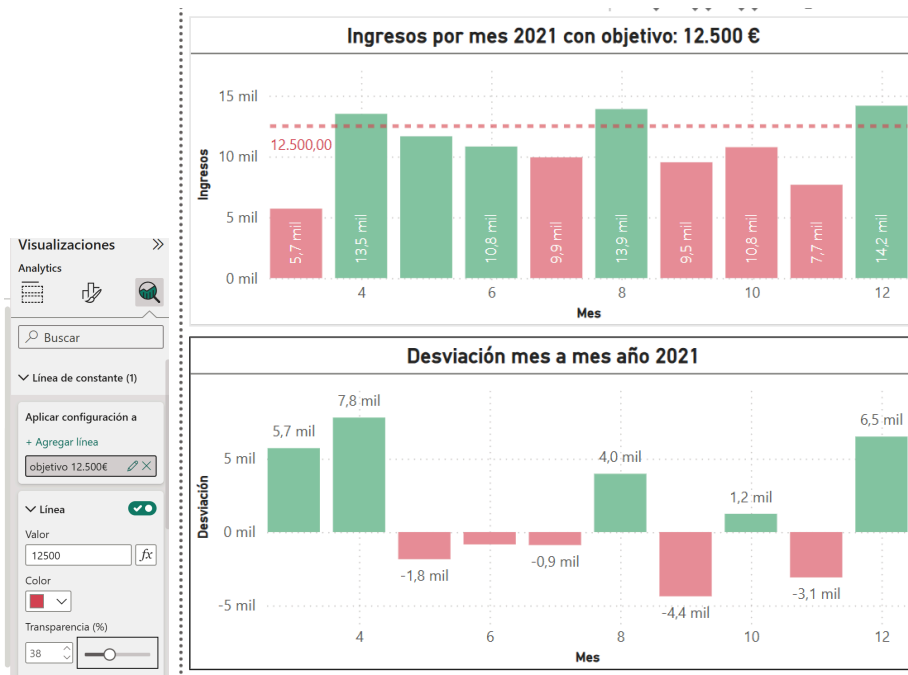 Visualizaciones
Analytics
Buscar
Línea de constante (1)
Aplicar configuración a
+ Agregar línea
objetivo 12.500€
Línea
Valor
12500
fx
Color
Transparencia (%)
38
Ingresos por mes 2021 con objetivo: 12.500 €
Ingresos
15 mil
10 mil
5 mil
0 mil
12.500,00
5,7 mil
13,5 mil
10,8 mil
9,9 mil
13,9 mil
9,5 mil
10,8 mil
7,7 mil
14,2 mil
4 6 8 10 12
Mes
Desviación mes a mes año 2021
Desviación
5 mil
0 mil
-5 mil
5,7 mil
7,8 mil
-1,8 mil
-0,9 mil
4,0 mil
-4,4 mil
1,2 mil
-3,1 mil
6,5 mil
4 6 8 10 12
Mes